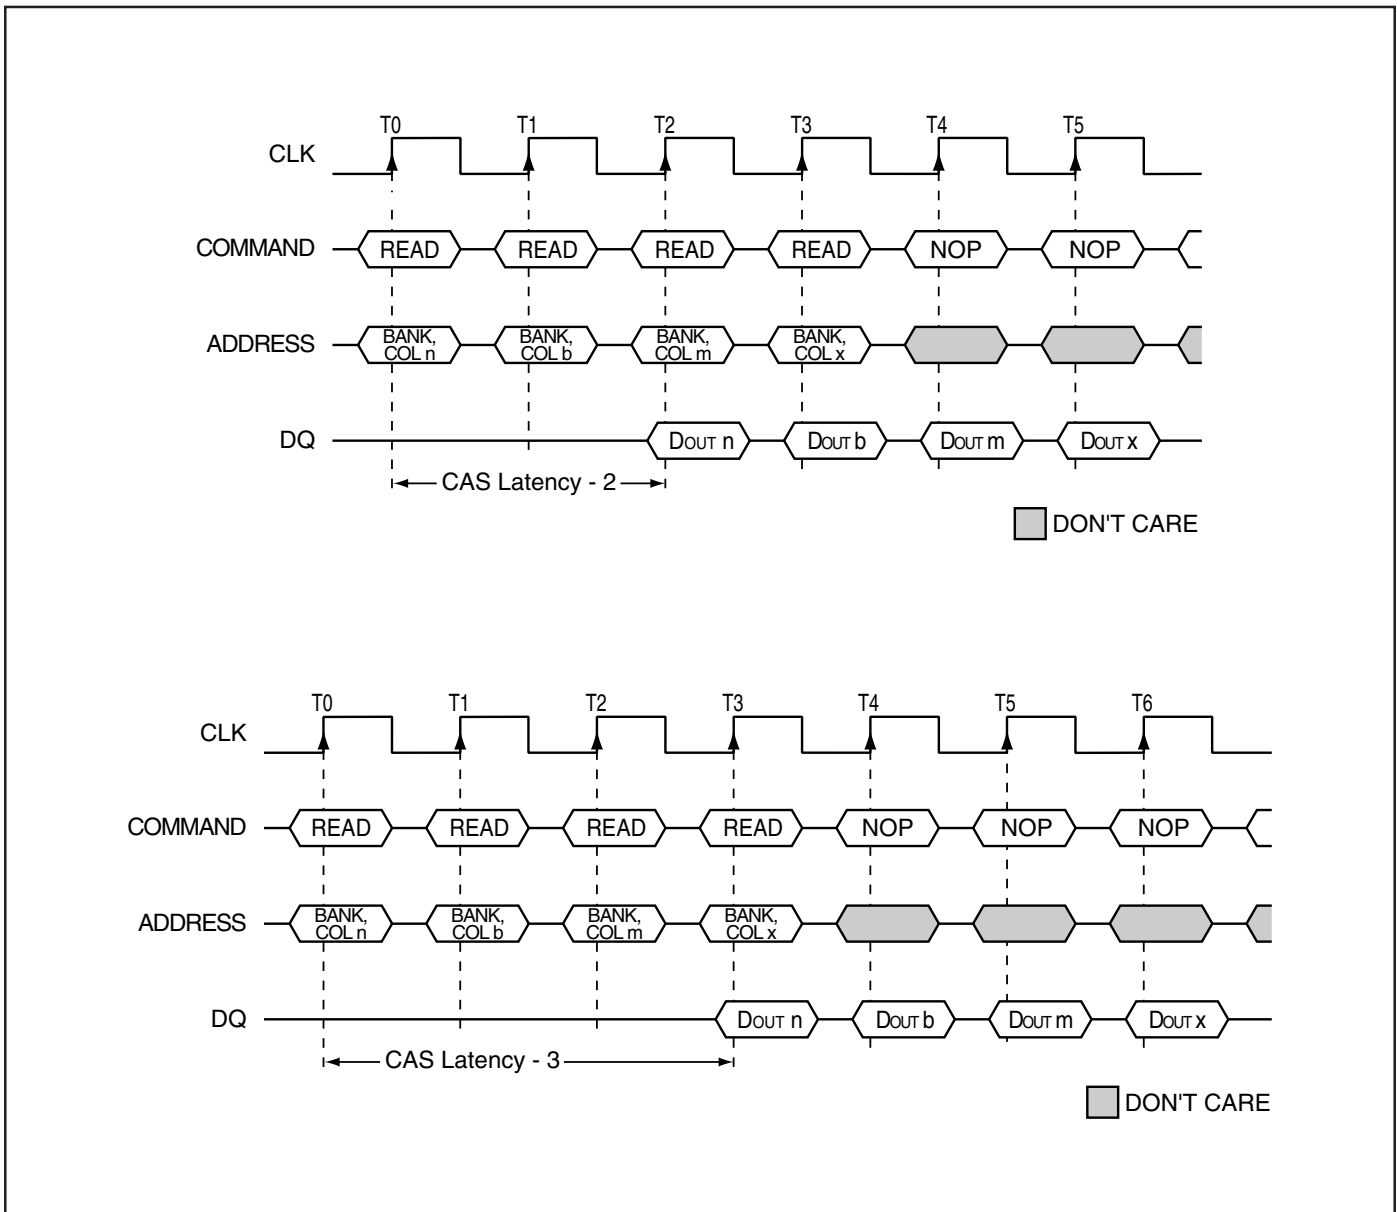 T0 T1 T2 T3 T4 T5
CLK
COMMAND READ READ READ READ NOP NOP
ADDRESS BANK, COL n BANK, COL b BANK, COL m BANK, COL x
DQ DOUT n DOUT b DOUT m DOUT x
CAS Latency - 2
DON'T CARE
T0 T1 T2 T3 T4 T5 T6
CLK
COMMAND READ READ READ READ NOP NOP NOP
ADDRESS BANK, COL n BANK, COL b BANK, COL m BANK, COL x
DQ DOUT n DOUT b DOUT m DOUT x
CAS Latency - 3
DON'T CARE